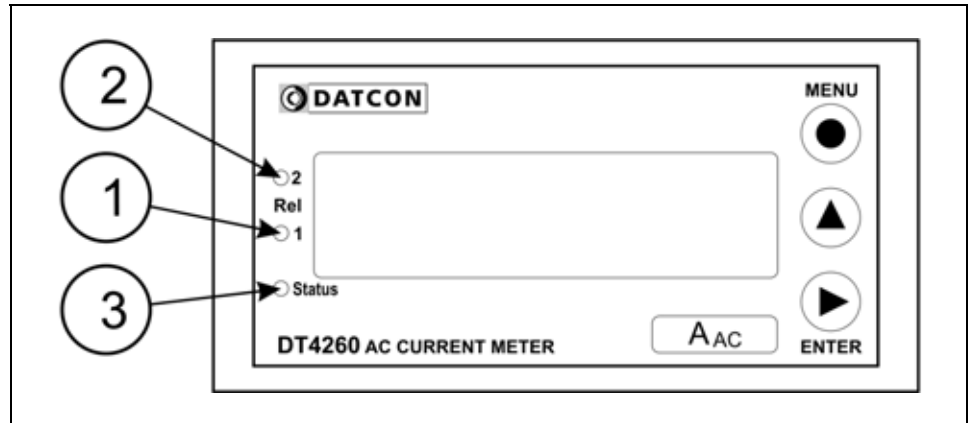 2
1
3
DATCON
MENU
2
Rel
1
Status
DT4260 AC CURRENT METER
AAC
ENTER